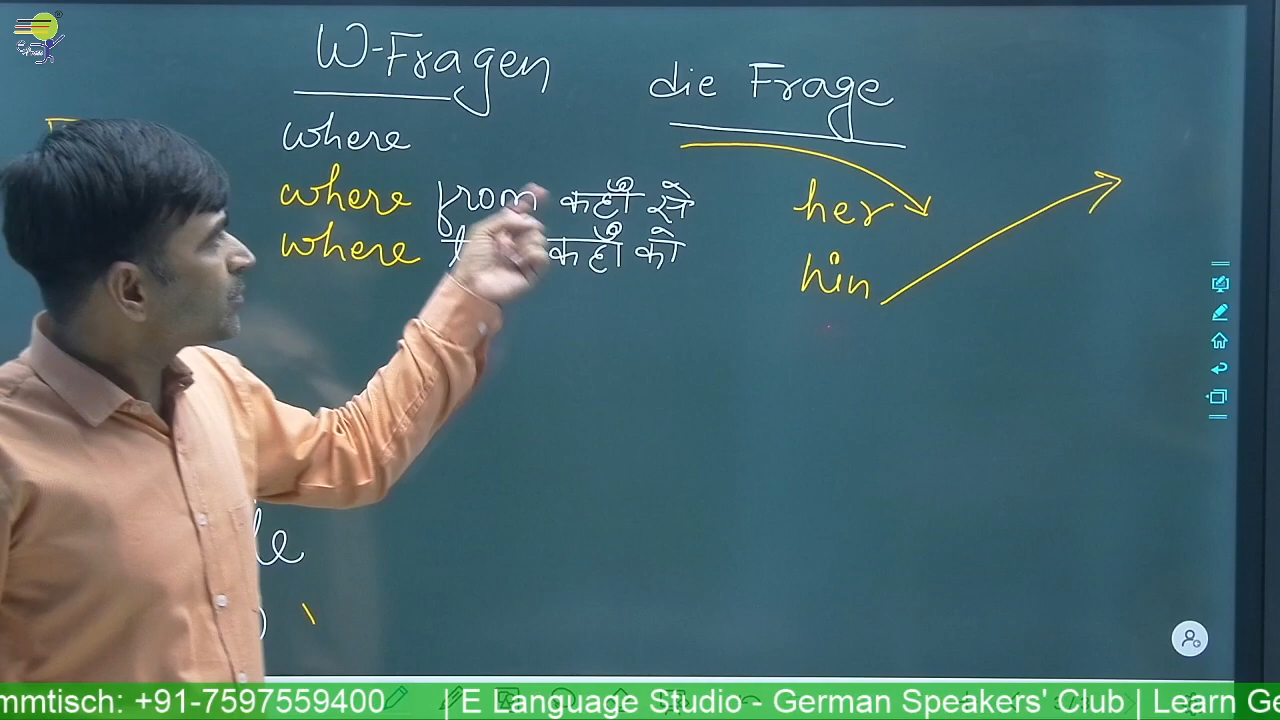 W-Fragen
die Frage
where
where from कहाँ से
where कहाँ को
her
hin
le
mmtisch: +91-7597559400 | E Language Studio - German Speakers' Club | Learn Ge